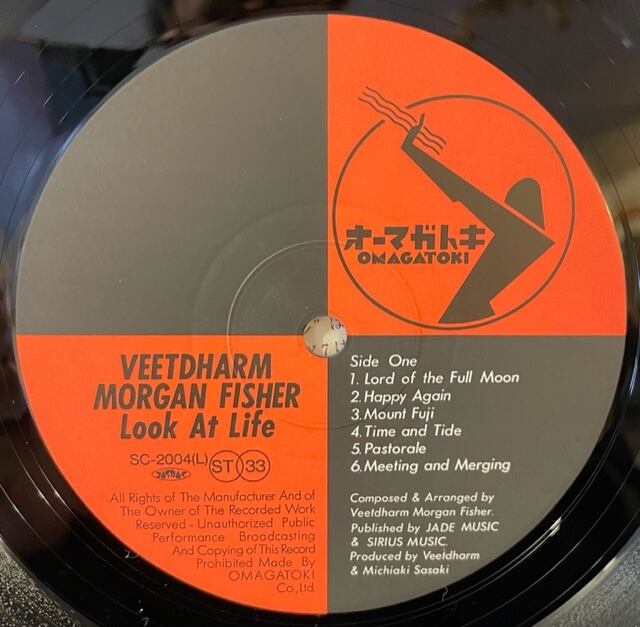 オーマガトキ
OMAGATOKI
VEETDHARM
MORGAN FISHER
Look At Life
SC-2004(L) ST 33
JASRAC
All Rights of The Manufacturer And of
The Owner of The Recorded Work
Reserved - Unauthorized Public
Performance Broadcasting
And Copying of This Record
Prohibited Made By
OMAGATOKI
Co.,Ltd.
Side One
1. Lord of the Full Moon
2. Happy Again
3. Mount Fuji
4. Time and Tide
5. Pastorale
6. Meeting and Merging
Composed & Arranged by
Veetdharm Morgan Fisher.
Published by JADE MUSIC
& SIRIUS MUSIC.
Produced by Veetdharm
& Michiaki Sasaki